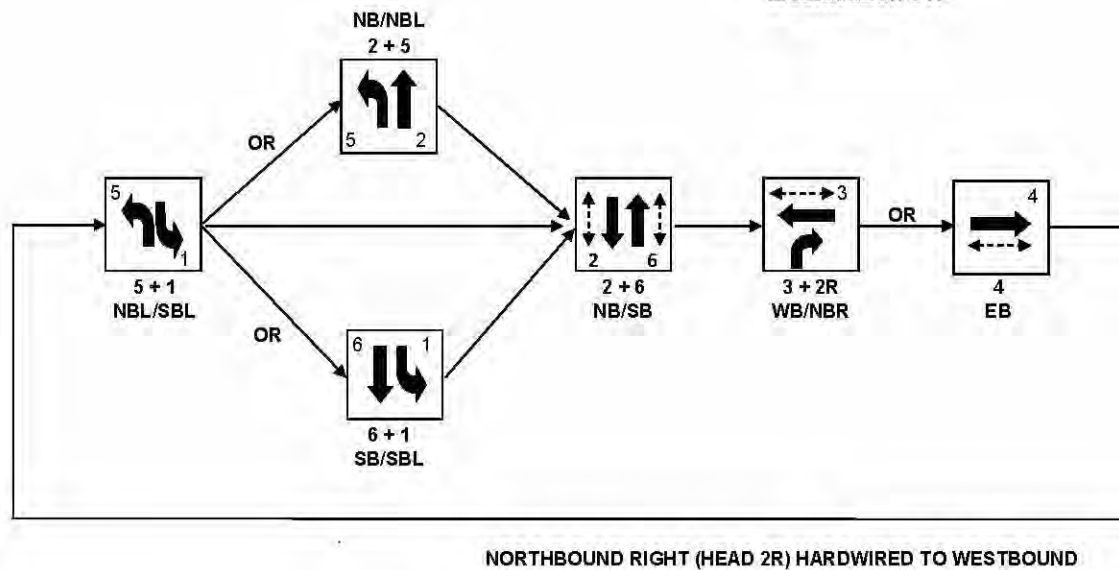 NB/NBL
2 + 5
5 2
OR
5
1
5 + 1
NBL/SBL
OR
6 1
6 + 1
SB/SBL
2 6
2 + 6
NB/SB
3
3 + 2R
WB/NBR
OR
4
4
EB
NORTHBOUND RIGHT (HEAD 2R) HARDWIRED TO WESTBOUND